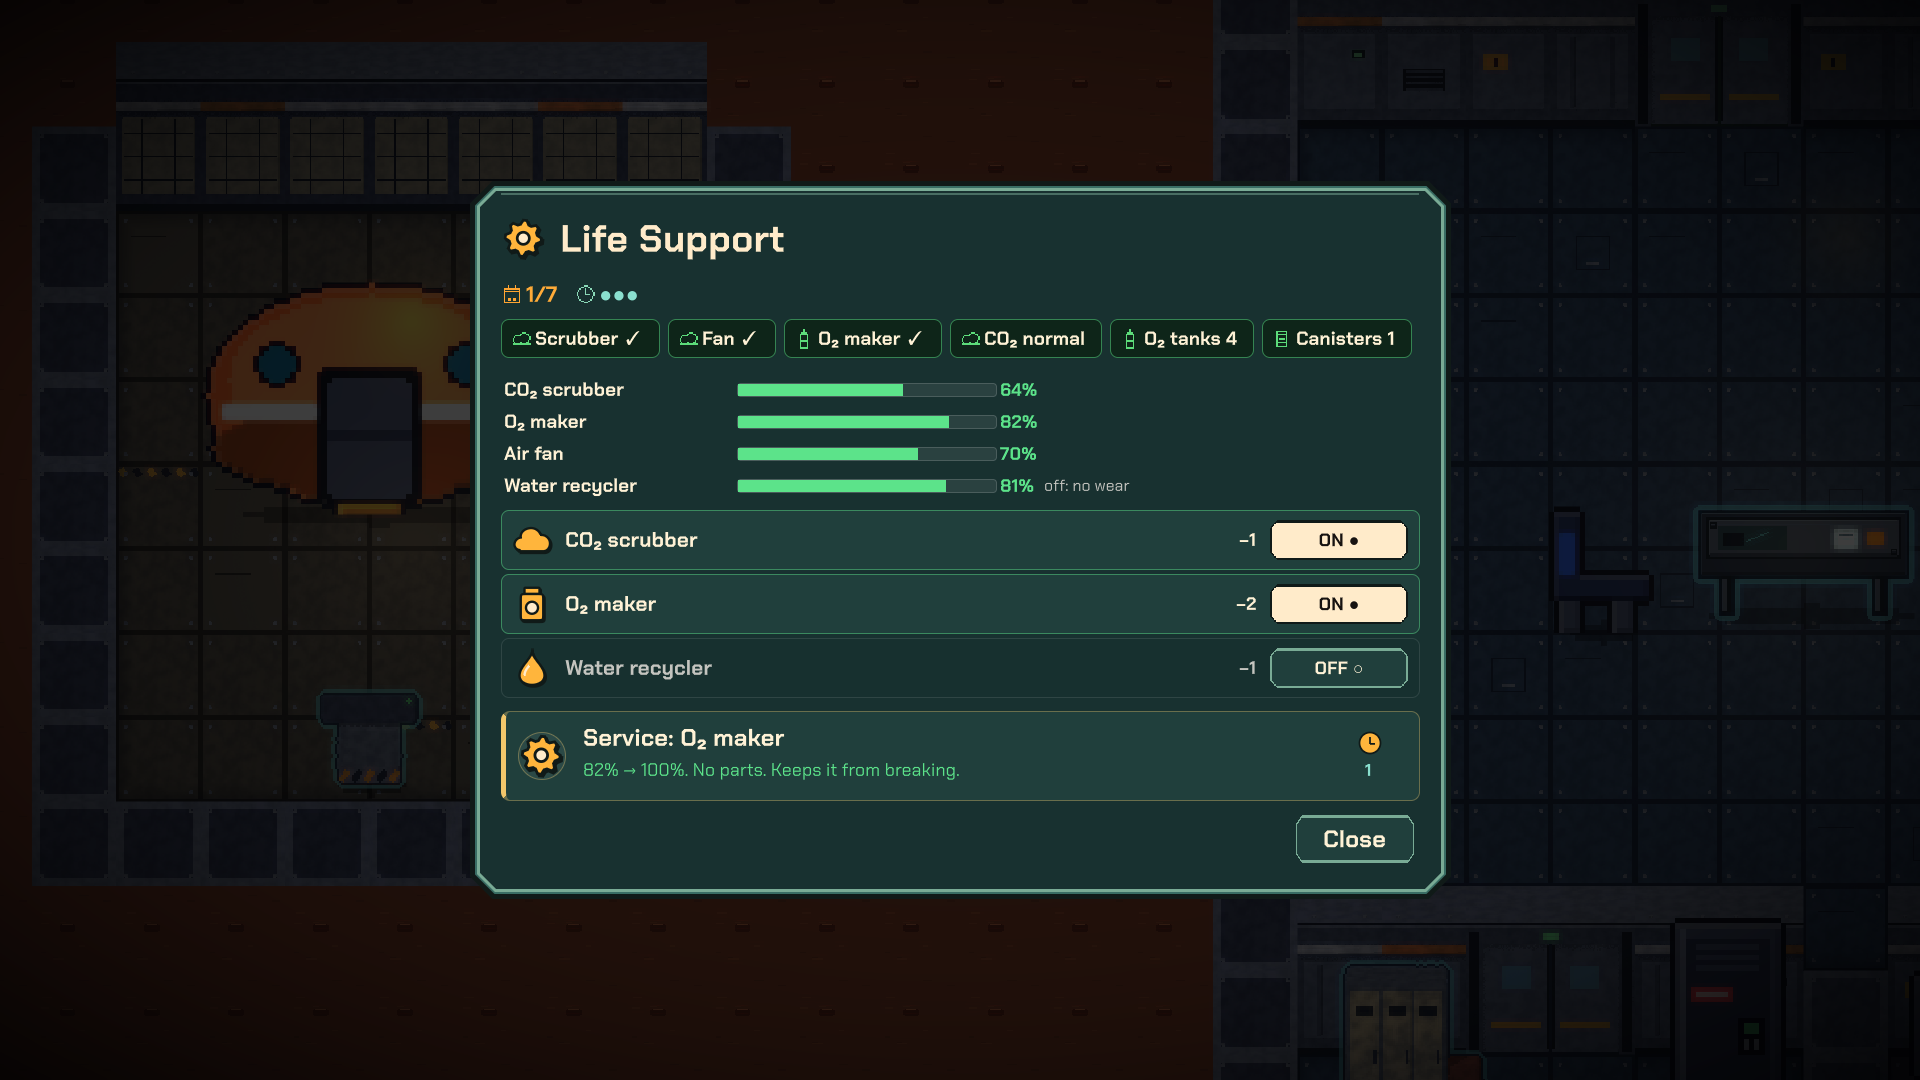 Life Support
1/7
Scrubber ✓ Fan ✓ O₂ maker ✓ CO₂ normal O₂ tanks 4 Canisters 1
CO₂ scrubber 64%
O₂ maker 82%
Air fan 70%
Water recycler 81% off: no wear
CO₂ scrubber −1 ON ●
O₂ maker −2 ON ●
Water recycler −1 OFF ○
Service: O₂ maker
82% → 100%. No parts. Keeps it from breaking.
1
Close